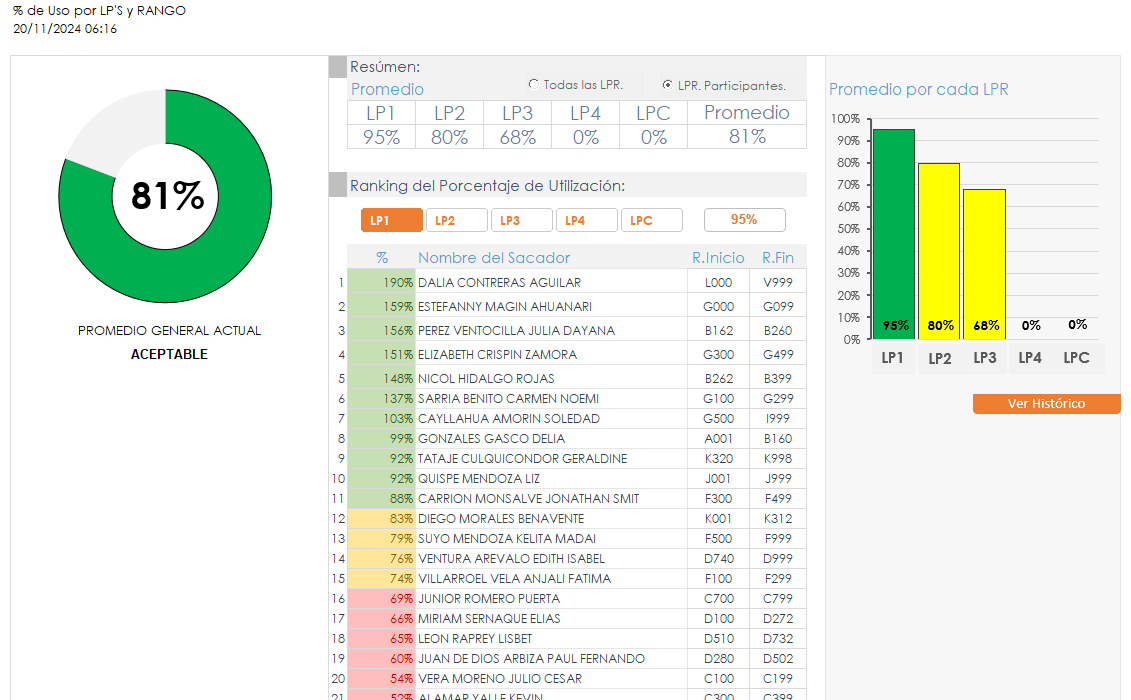 % de Uso por LP'S y RANGO
20/11/2024 06:16
81%
PROMEDIO GENERAL ACTUAL
ACEPTABLE
Resúmen:
Promedio
Todas las LPR.
LPR. Participantes.
LP1 LP2 LP3 LP4 LPC Promedio
95% 80% 68% 0% 0% 81%
Ranking del Porcentaje de Utilización:
LP1 LP2 LP3 LP4 LPC 95%
% Nombre del Sacador R.Inicio R.Fin
1 190% DALIA CONTRERAS AGUILAR L000 V999
2 159% ESTEFANNY MAGIN AHUANARI G000 G099
3 156% PEREZ VENTOCILLA JULIA DAYANA B162 B260
4 151% ELIZABETH CRISPIN ZAMORA G300 G499
5 148% NICOL HIDALGO ROJAS B262 B399
6 137% SARRIA BENITO CARMEN NOEMI G100 G299
7 103% CAYLLAHUA AMORIN SOLEDAD G500 I999
8 99% GONZALES GASCO DELIA A001 B160
9 92% TATAJE CULQUICONDOR GERALDINE K320 K998
10 92% QUISPE MENDOZA LIZ J001 J999
11 88% CARRION MONSALVE JONATHAN SMIT F300 F499
12 83% DIEGO MORALES BENAVENTE K001 K312
13 79% SUYO MENDOZA KELITA MADAI F500 F999
14 76% VENTURA AREVALO EDITH ISABEL D740 D999
15 74% VILLARROEL VELA ANJALI FATIMA F100 F299
16 69% JUNIOR ROMERO PUERTA C700 C799
17 66% MIRIAM SERNAQUE ELIAS D100 D272
18 65% LEON RAPREY LISBET D510 D732
19 60% JUAN DE DIOS ARBIZA PAUL FERNANDO D280 D502
20 54% VERA MORENO JULIO CESAR C100 C199
21 52% ALAMAR YALLE KEVIN C300 C399
Promedio por cada LPR
100%
90%
80%
70%
60%
50%
40%
30%
20%
10%
0%
95% 80% 68% 0% 0%
LP1 LP2 LP3 LP4 LPC
Ver Histórico